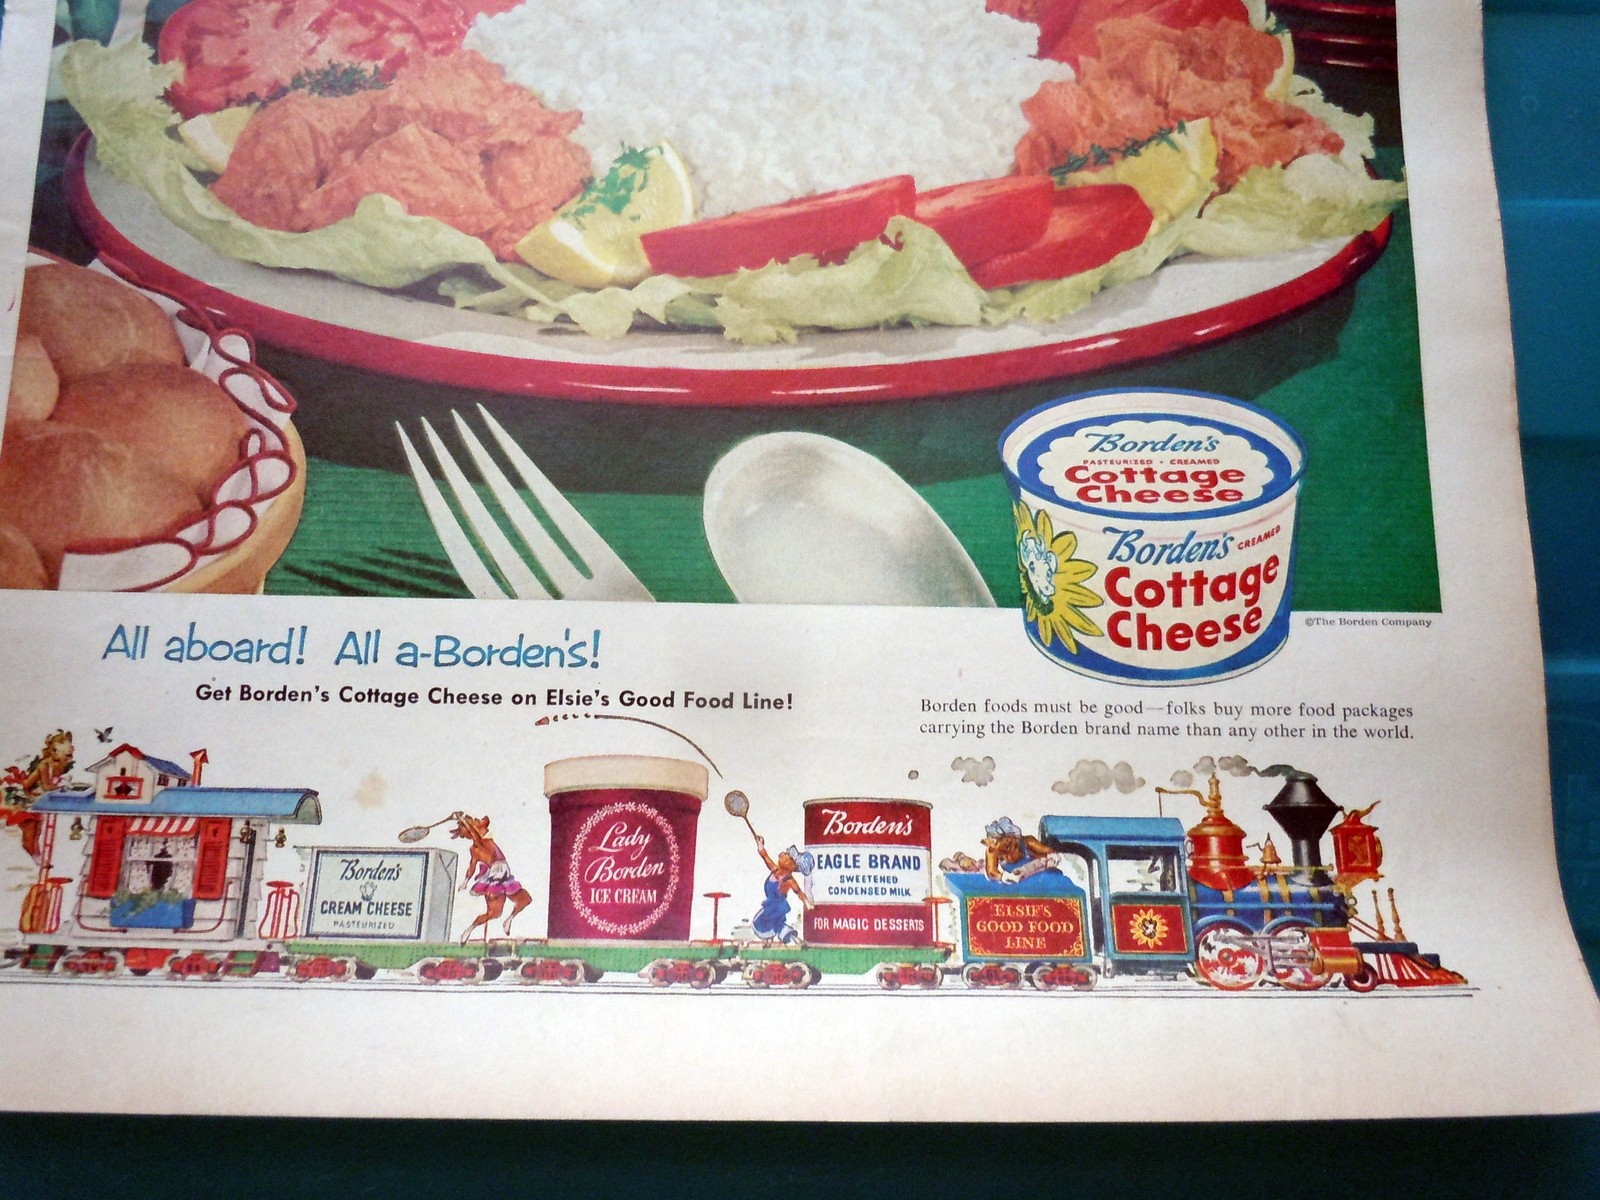 Borden's
PASTEURIZED · CREAMED
Cottage
Cheese
Borden's CREAMED
Cottage
Cheese
©The Borden Company
All aboard! All a-Borden's!
Get Borden's Cottage Cheese on Elsie's Good Food Line!
Borden foods must be good—folks buy more food packages
carrying the Borden brand name than any other in the world.
Borden's
CREAM CHEESE
PASTEURIZED
Lady
Borden
ICE CREAM
Borden's
EAGLE BRAND
SWEETENED
CONDENSED MILK
FOR MAGIC DESSERTS
ELSIE'S
GOOD FOOD
LINE